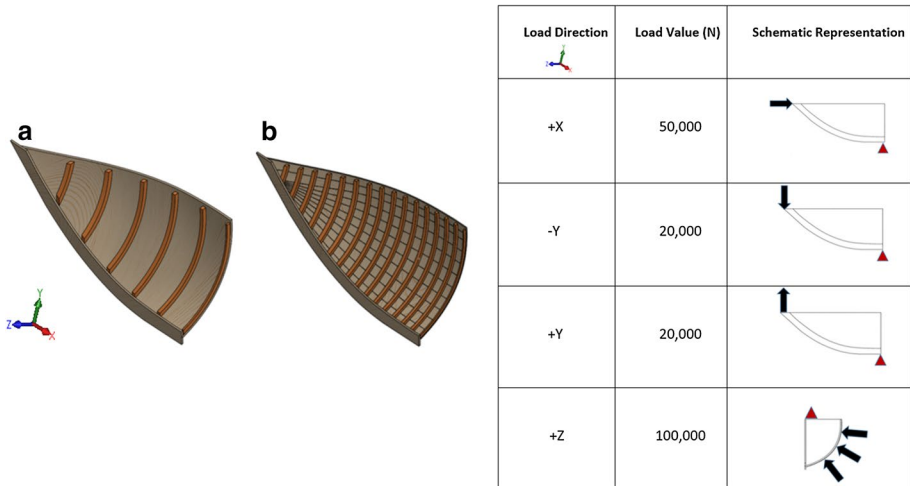 a
b
Y
Z
X
Load Direction
Load Value (N)
Schematic Representation
Y
Z
X
+X
50,000
-Y
20,000
+Y
20,000
+Z
100,000